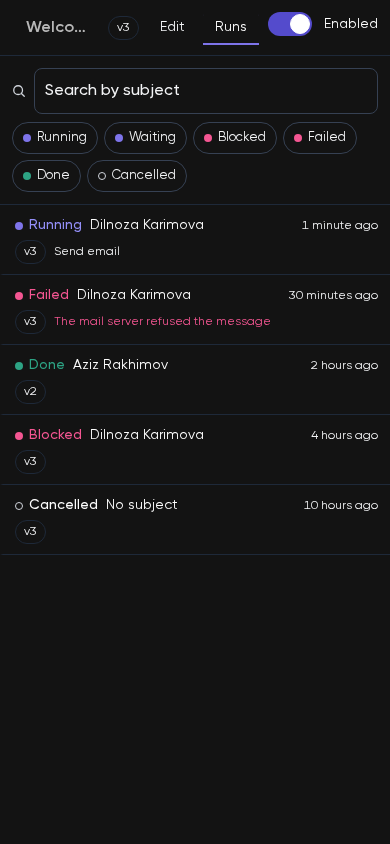 Welco... v3 Edit Runs Enabled
Search by subject
Running Waiting Blocked Failed
Done Cancelled
Running Dilnoza Karimova 1 minute ago
v3 Send email
Failed Dilnoza Karimova 30 minutes ago
v3 The mail server refused the message
Done Aziz Rakhimov 2 hours ago
v2
Blocked Dilnoza Karimova 4 hours ago
v3
Cancelled No subject 10 hours ago
v3